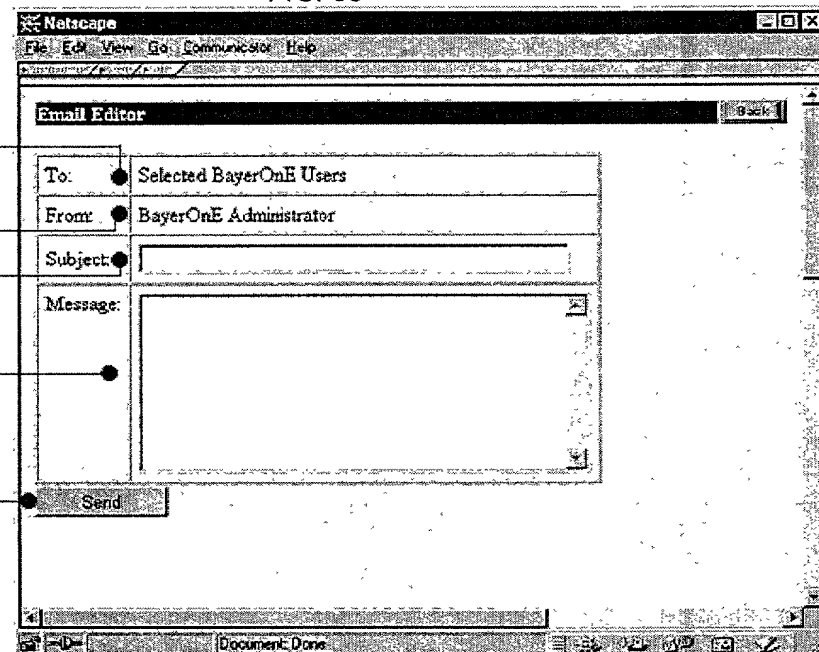 Netscape
File Edit View Go Communicator Help
Email Editor
Back
To: Selected BayerOnE Users
From: BayerOnE Administrator
Subject:
Message:
Send
Document: Done